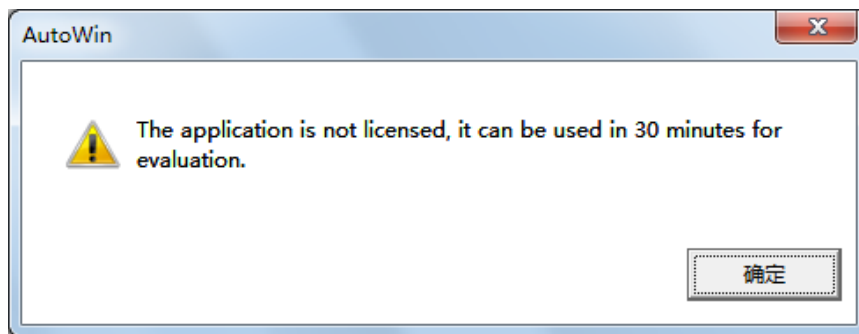 AutoWin
The application is not licensed, it can be used in 30 minutes for
evaluation.
确定